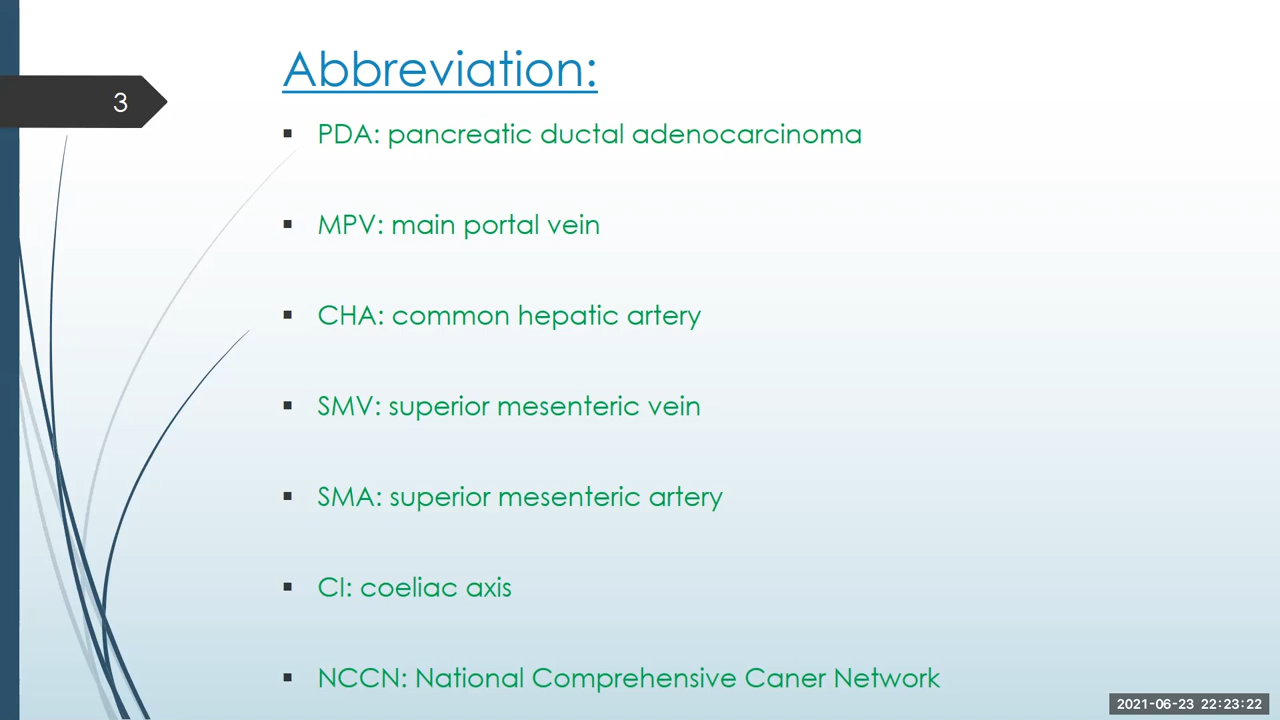 3
Abbreviation:
▪ PDA: pancreatic ductal adenocarcinoma
▪ MPV: main portal vein
▪ CHA: common hepatic artery
▪ SMV: superior mesenteric vein
▪ SMA: superior mesenteric artery
▪ CI: coeliac axis
▪ NCCN: National Comprehensive Caner Network
2021-06-23 22:23:22